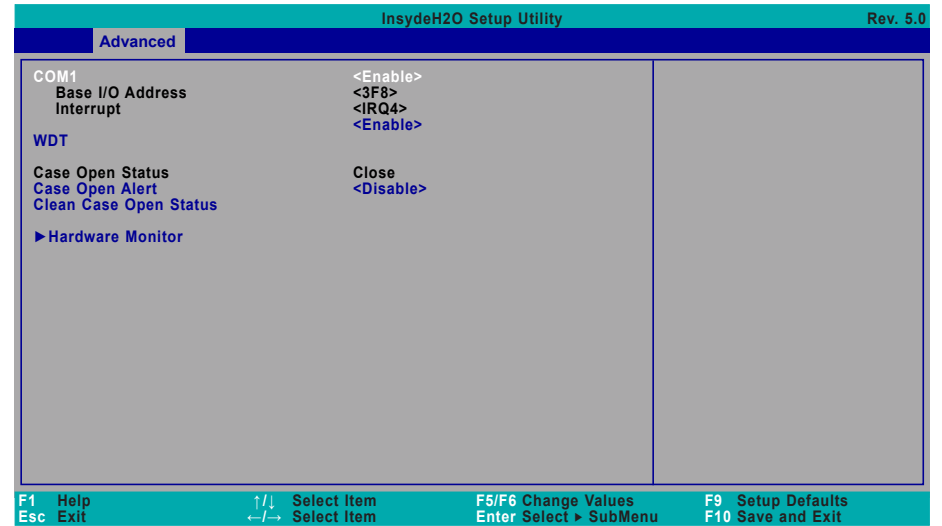 InsydeH2O Setup Utility Rev. 5.0
Advanced
COM1 <Enable>
Base I/O Address <3F8>
Interrupt <IRQ4>
<Enable>
WDT
Case Open Status Close
Case Open Alert <Disable>
Clean Case Open Status
►Hardware Monitor
F1 Help ↑/↓ Select Item F5/F6 Change Values F9 Setup Defaults
Esc Exit ←/→ Select Item Enter Select ► SubMenu F10 Save and Exit